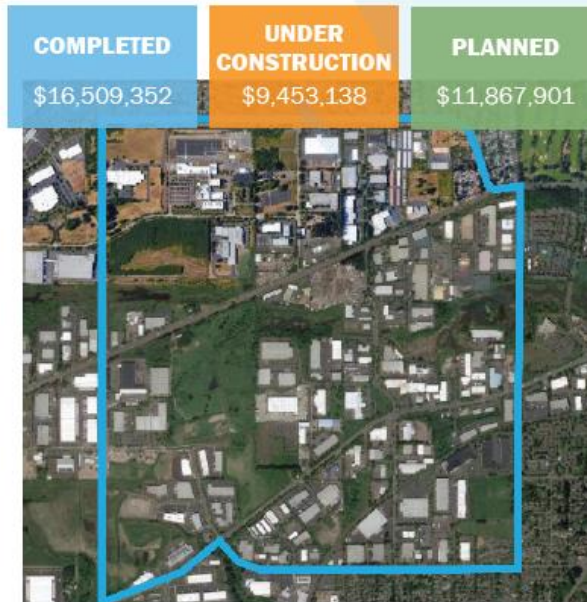 COMPLETED
$16,509,352
UNDER
CONSTRUCTION
$9,453,138
PLANNED
$11,867,901